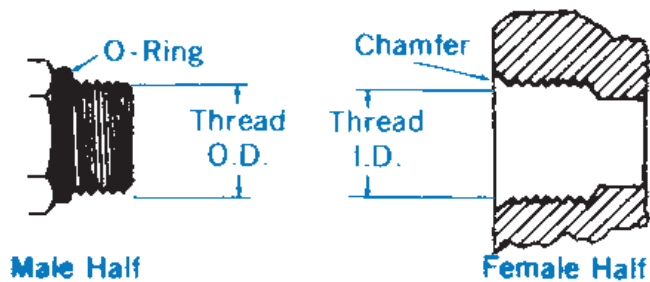 O-Ring
Chamfer
Thread
O.D.
Thread
I.D.
Male Half
Female Half